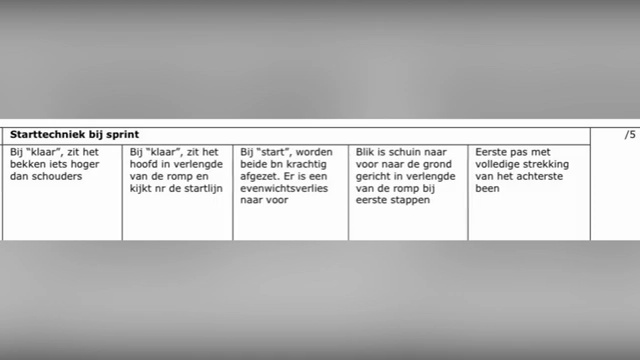 Starttechniek bij sprint
/5
Bij “klaar”, zit het
bekken iets hoger
dan schouders
Bij “klaar”, zit het
hoofd in verlengde
van de romp en
kijkt nr de startlijn
Bij “start”, worden
beide bn krachtig
afgezet. Er is een
evenwichtsverlies
naar voor
Blik is schuin naar
voor naar de grond
gericht in verlengde
van de romp bij
eerste stappen
Eerste pas met
volledige strekking
van het achterste
been